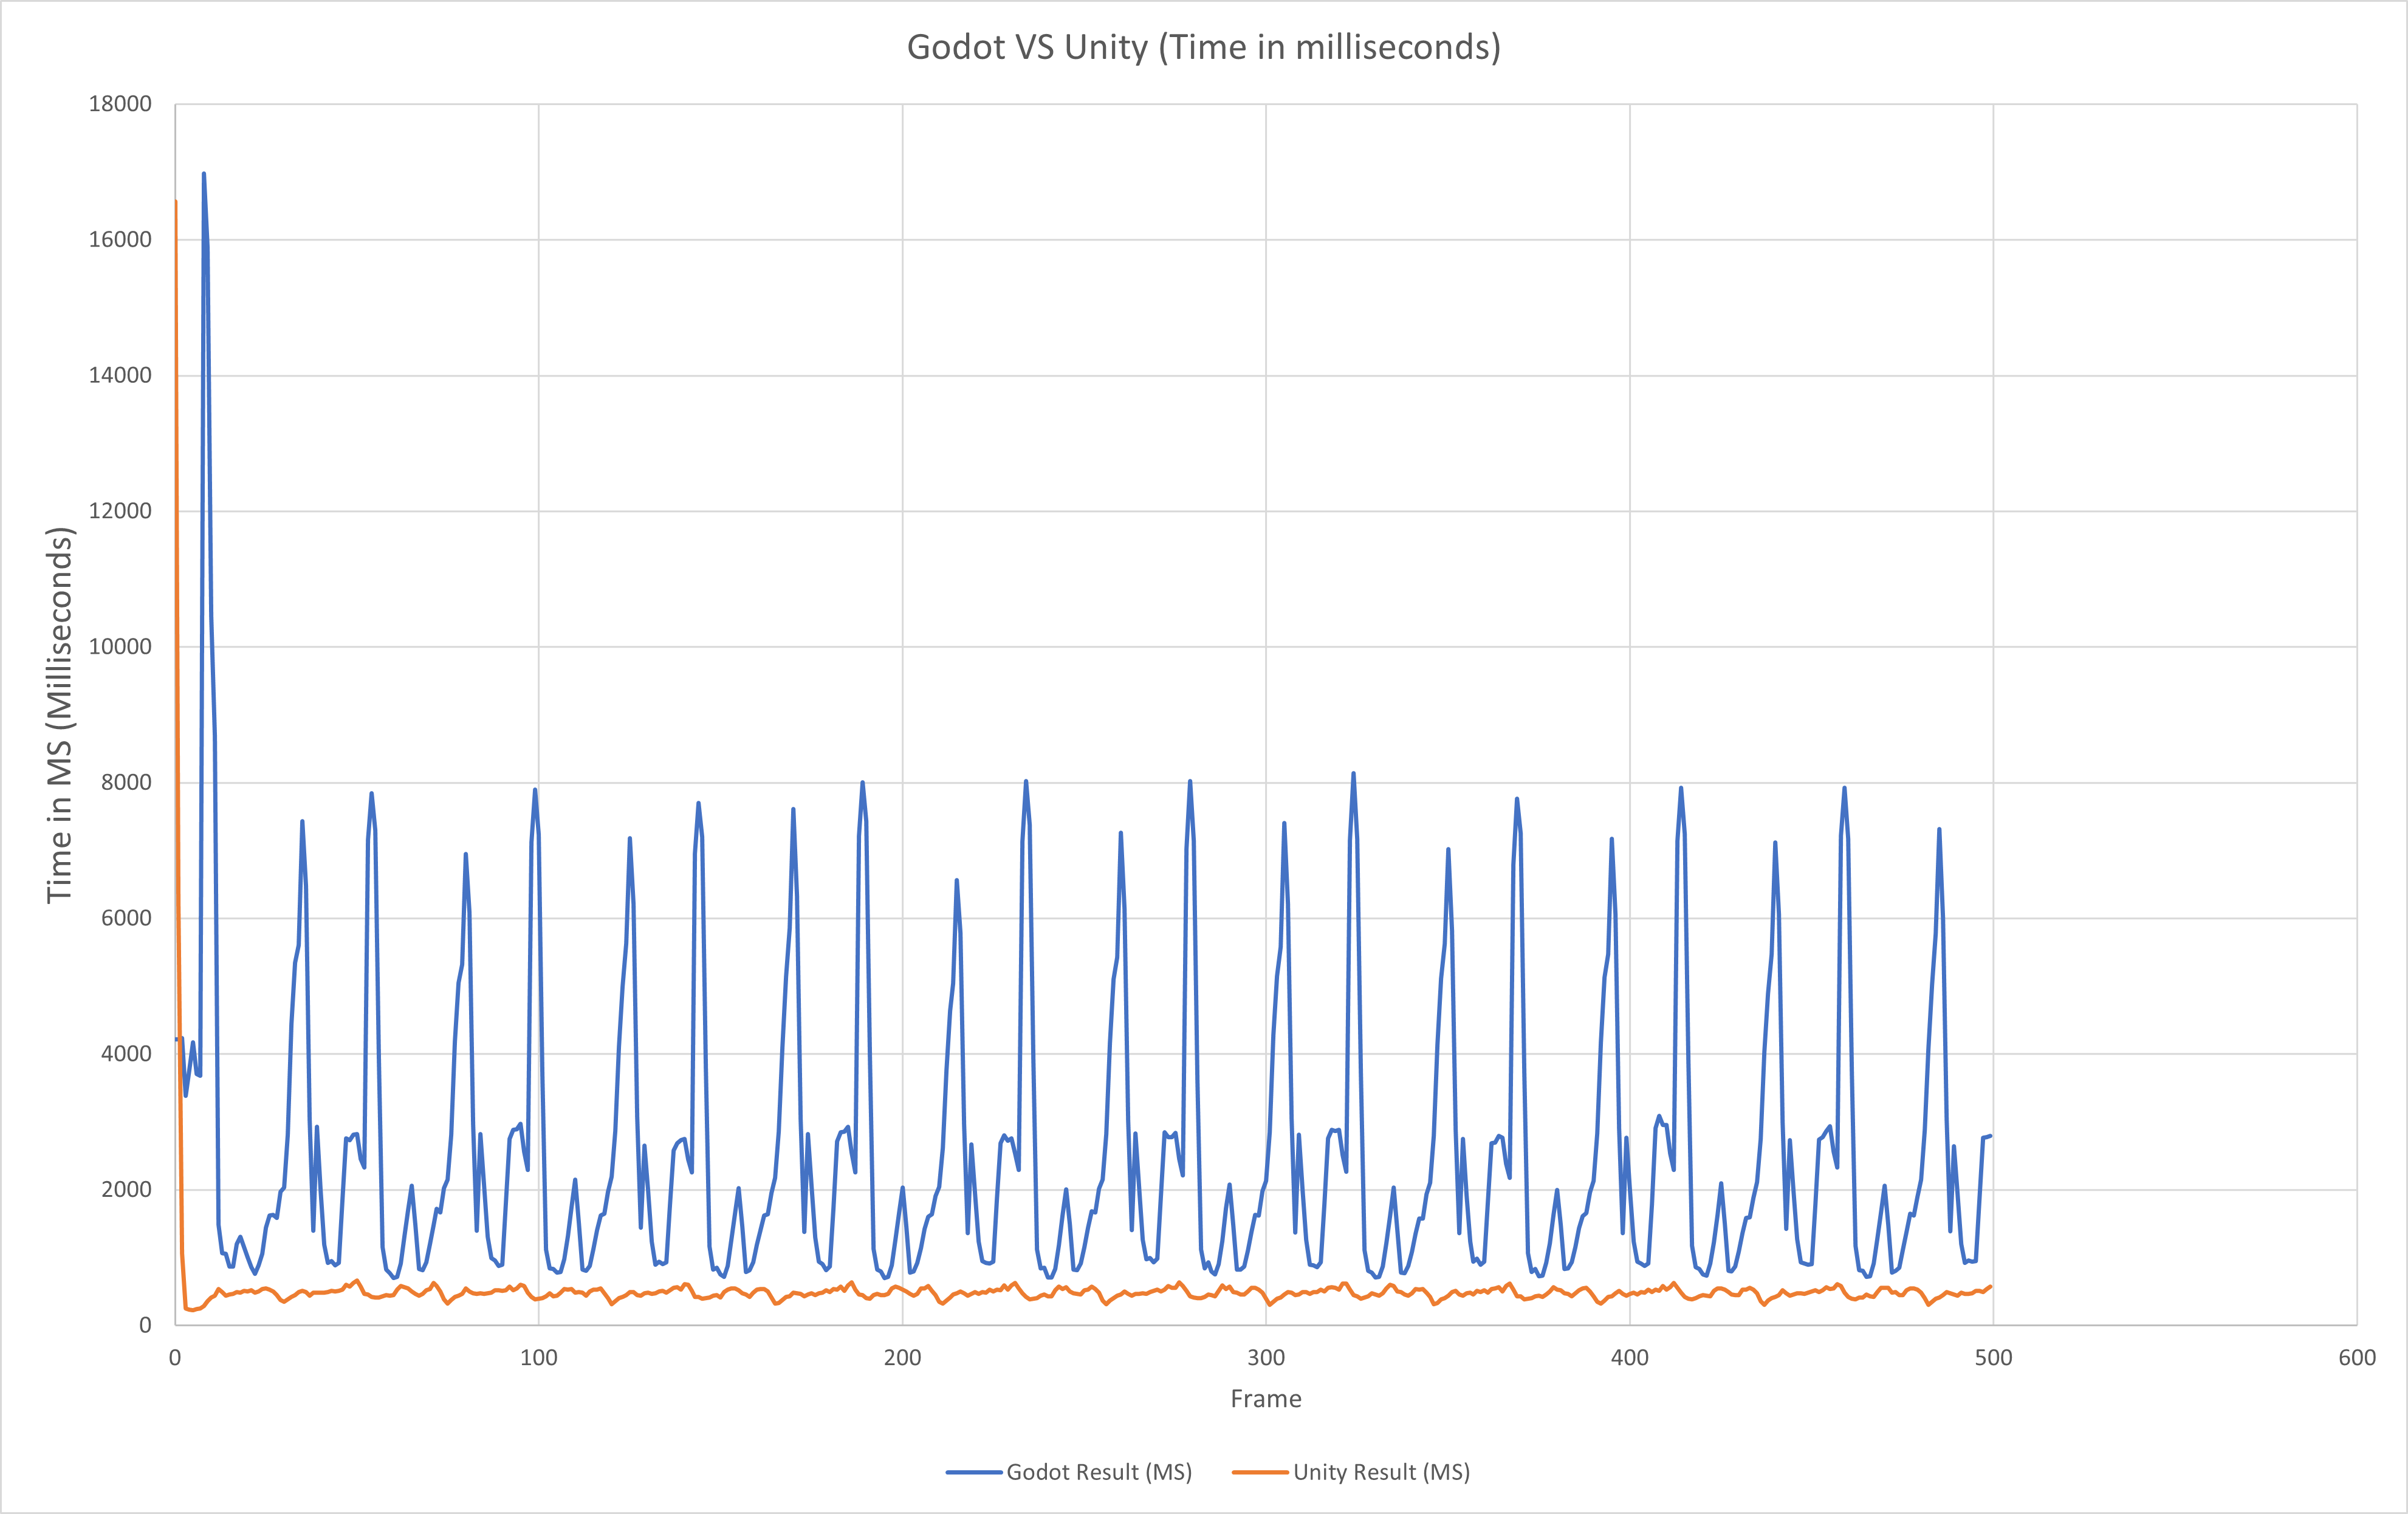 Godot VS Unity (Time in milliseconds)
Time in MS (Milliseconds)
18000
16000
14000
12000
10000
8000
6000
4000
2000
0
0 100 200 300 400 500 600
Frame
Godot Result (MS) Unity Result (MS)